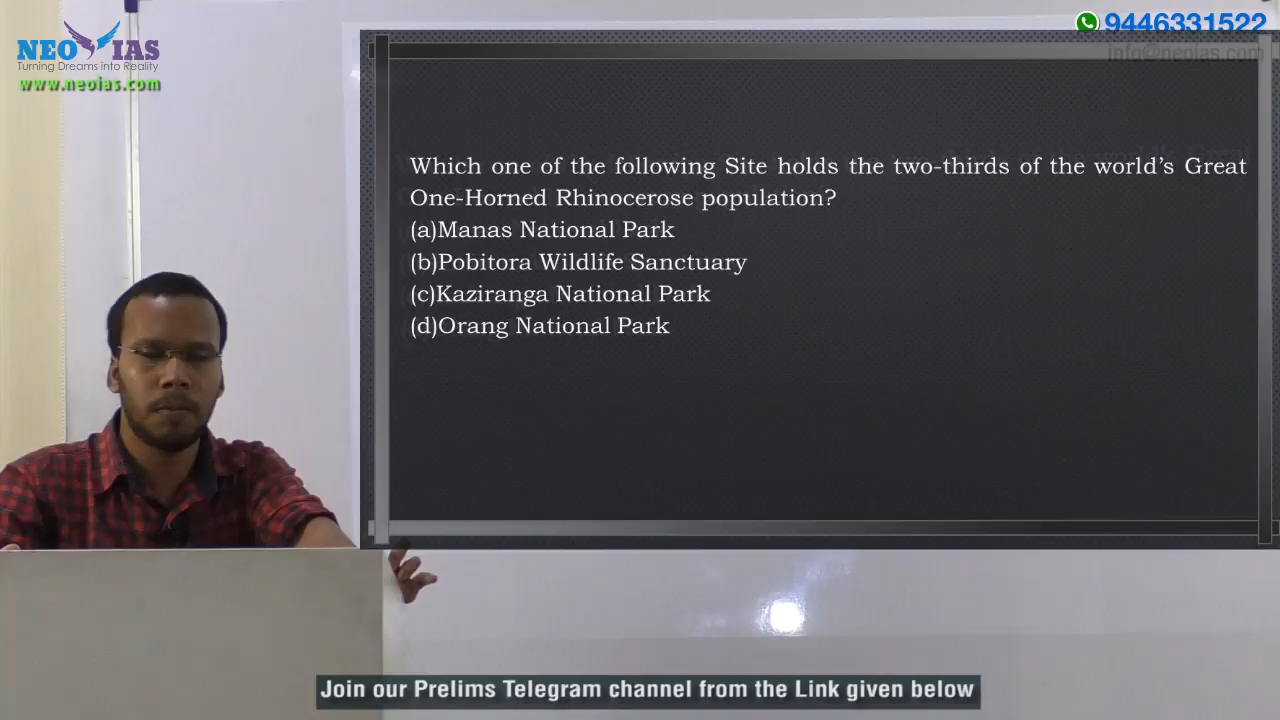 NEO IAS
Turning Dreams into Reality
www.neoias.com
9446331522
info@neoias.com
Which one of the following Site holds the two-thirds of the world's Great
One-Horned Rhinocerose population?
(a)Manas National Park
(b)Pobitora Wildlife Sanctuary
(c)Kaziranga National Park
(d)Orang National Park
Join our Prelims Telegram channel from the Link given below